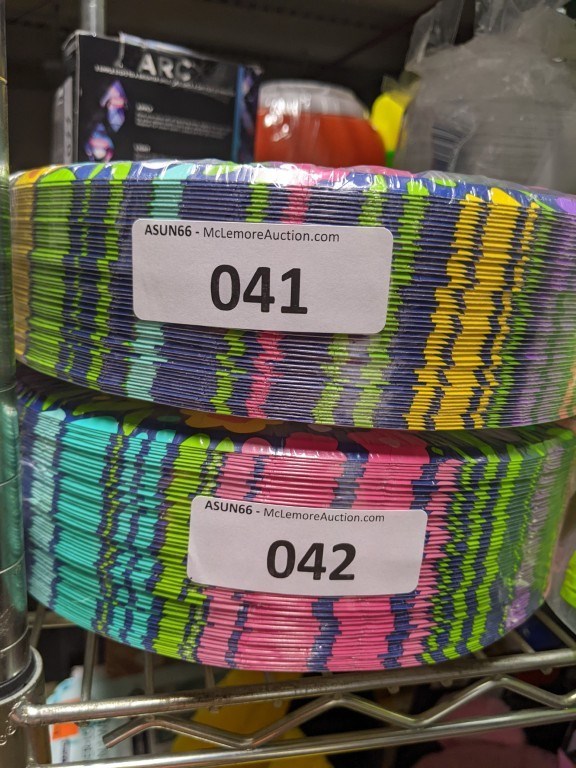 ARC
ASUN66 - McLemoreAuction.com
041
ASUN66 - McLemoreAuction.com
042